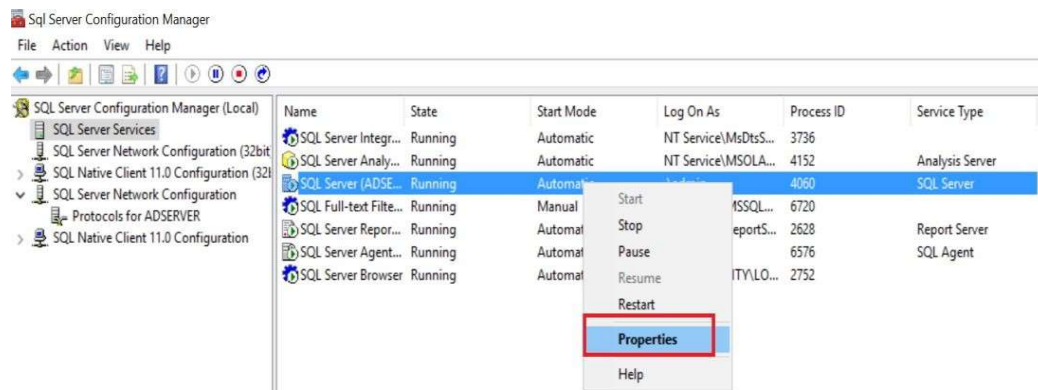 Sql Server Configuration Manager
File Action View Help
SQL Server Configuration Manager (Local)
SQL Server Services
SQL Server Network Configuration (32bit
SQL Native Client 11.0 Configuration (32l
SQL Server Network Configuration
Protocols for ADSERVER
SQL Native Client 11.0 Configuration
Name State Start Mode Log On As Process ID Service Type
SQL Server Integr... Running Automatic NT Service\MsDtsS... 3736
SQL Server Analy... Running Automatic NT Service\MSOLA... 4152 Analysis Server
SQL Server (ADSE... Running Automatic 4060 SQL Server
SQL Full-text Filte... Running Manual MSSQL... 6720
SQL Server Repor... Running Automat eportS... 2628 Report Server
SQL Server Agent... Running Automat 6576 SQL Agent
SQL Server Browser Running Automat ITY\LO... 2752
Start
Stop
Pause
Resume
Restart
Properties
Help